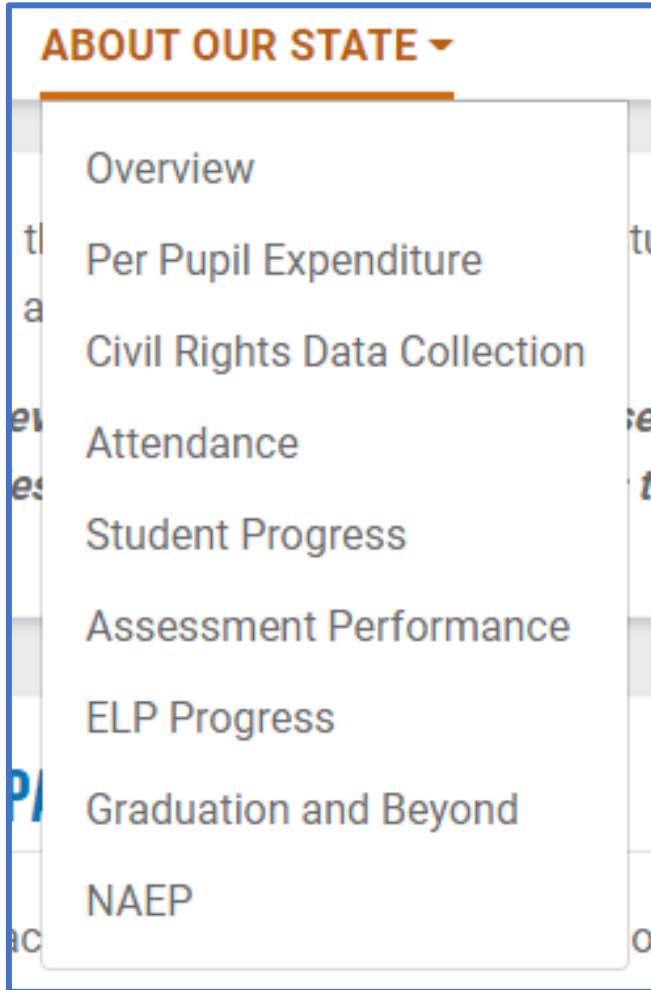 ABOUT OUR STATE
Overview
Per Pupil Expenditure
Civil Rights Data Collection
Attendance
Student Progress
Assessment Performance
ELP Progress
Graduation and Beyond
NAEP